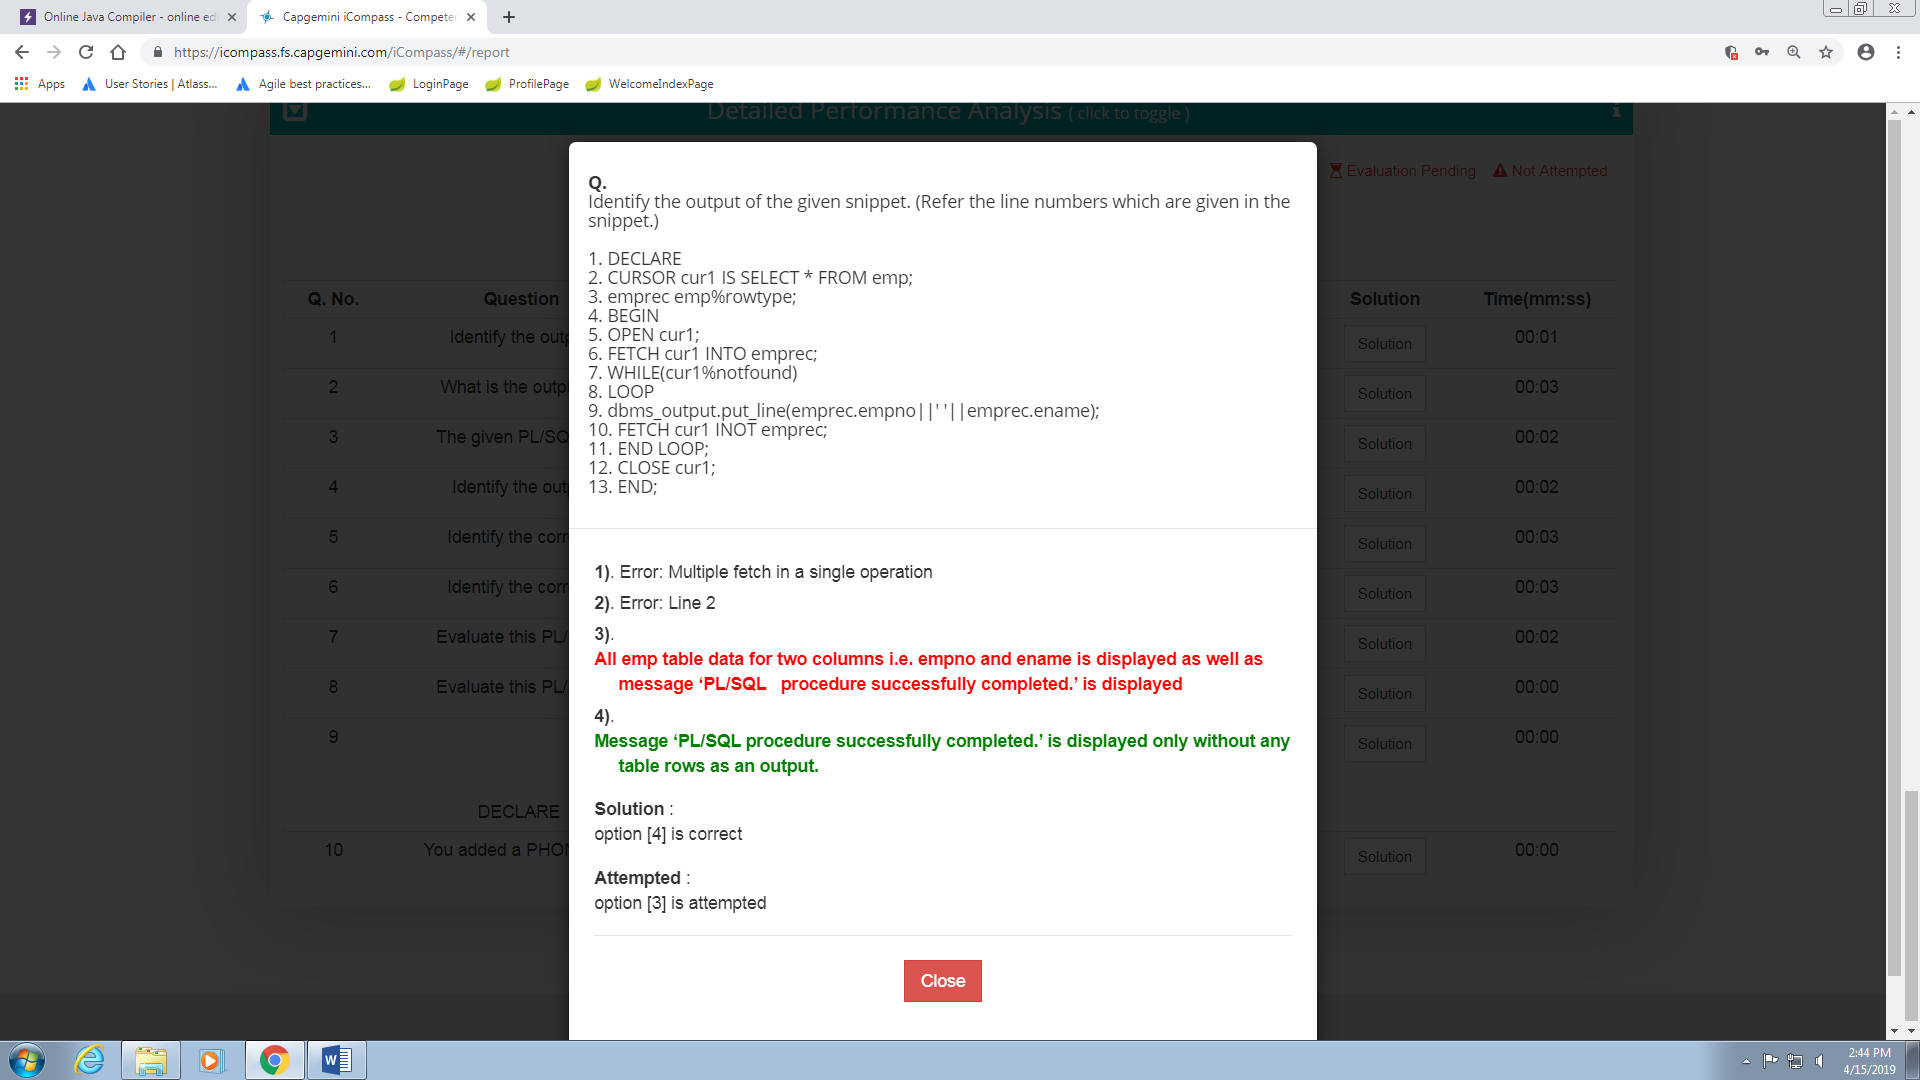 Online Java Compiler - online ed
Capgemini iCompass - Compete
https://icompass.fs.capgemini.com/iCompass/#/report
Apps
User Stories | Atlass...
Agile best practices...
LoginPage
ProfilePage
WelcomeIndexPage
Detailed Performance Analysis ( click to toggle )
Evaluation Pending
Not Attempted
Q. No.
Question
Solution
Time(mm:ss)
1
Identify the outp
Solution
00:01
2
What is the outp
Solution
00:03
3
The given PL/SQ
Solution
00:02
4
Identify the out
Solution
00:02
5
Identify the corr
Solution
00:03
6
Identify the corr
Solution
00:03
7
Evaluate this PL/
Solution
00:02
8
Evaluate this PL/
Solution
00:00
9
DECLARE
Solution
00:00
10
You added a PHO
Solution
00:00
Q.
Identify the output of the given snippet. (Refer the line numbers which are given in the
snippet.)
1. DECLARE
2. CURSOR cur1 IS SELECT * FROM emp;
3. emprec emp%rowtype;
4. BEGIN
5. OPEN cur1;
6. FETCH cur1 INTO emprec;
7. WHILE(cur1%notfound)
8. LOOP
9. dbms_output.put_line(emprec.empno||' '||emprec.ename);
10. FETCH cur1 INOT emprec;
11. END LOOP;
12. CLOSE cur1;
13. END;
1). Error: Multiple fetch in a single operation
2). Error: Line 2
3).
All emp table data for two columns i.e. empno and ename is displayed as well as
message ‘PL/SQL procedure successfully completed.’ is displayed
4).
Message ‘PL/SQL procedure successfully completed.’ is displayed only without any
table rows as an output.
Solution :
option [4] is correct
Attempted :
option [3] is attempted
Close
2:44 PM
4/15/2019